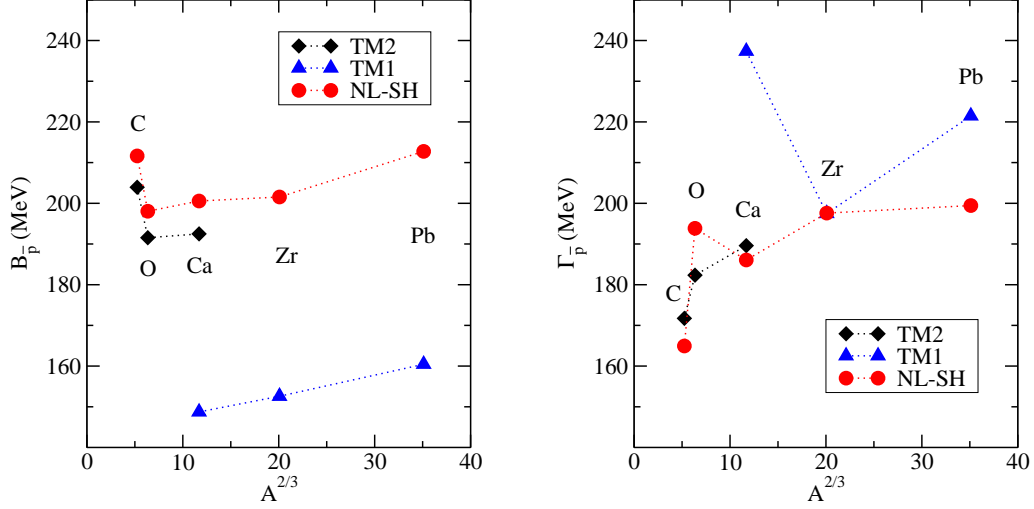 240
220
200
180
160
B_p̄ (MeV)
TM2
TM1
NL-SH
C
O
Ca
Zr
Pb
0
10
20
30
40
A^{2/3}
240
220
200
180
160
Γ_p̄ (MeV)
Pb
Zr
O
Ca
C
TM2
TM1
NL-SH
0
10
20
30
40
A^{2/3}